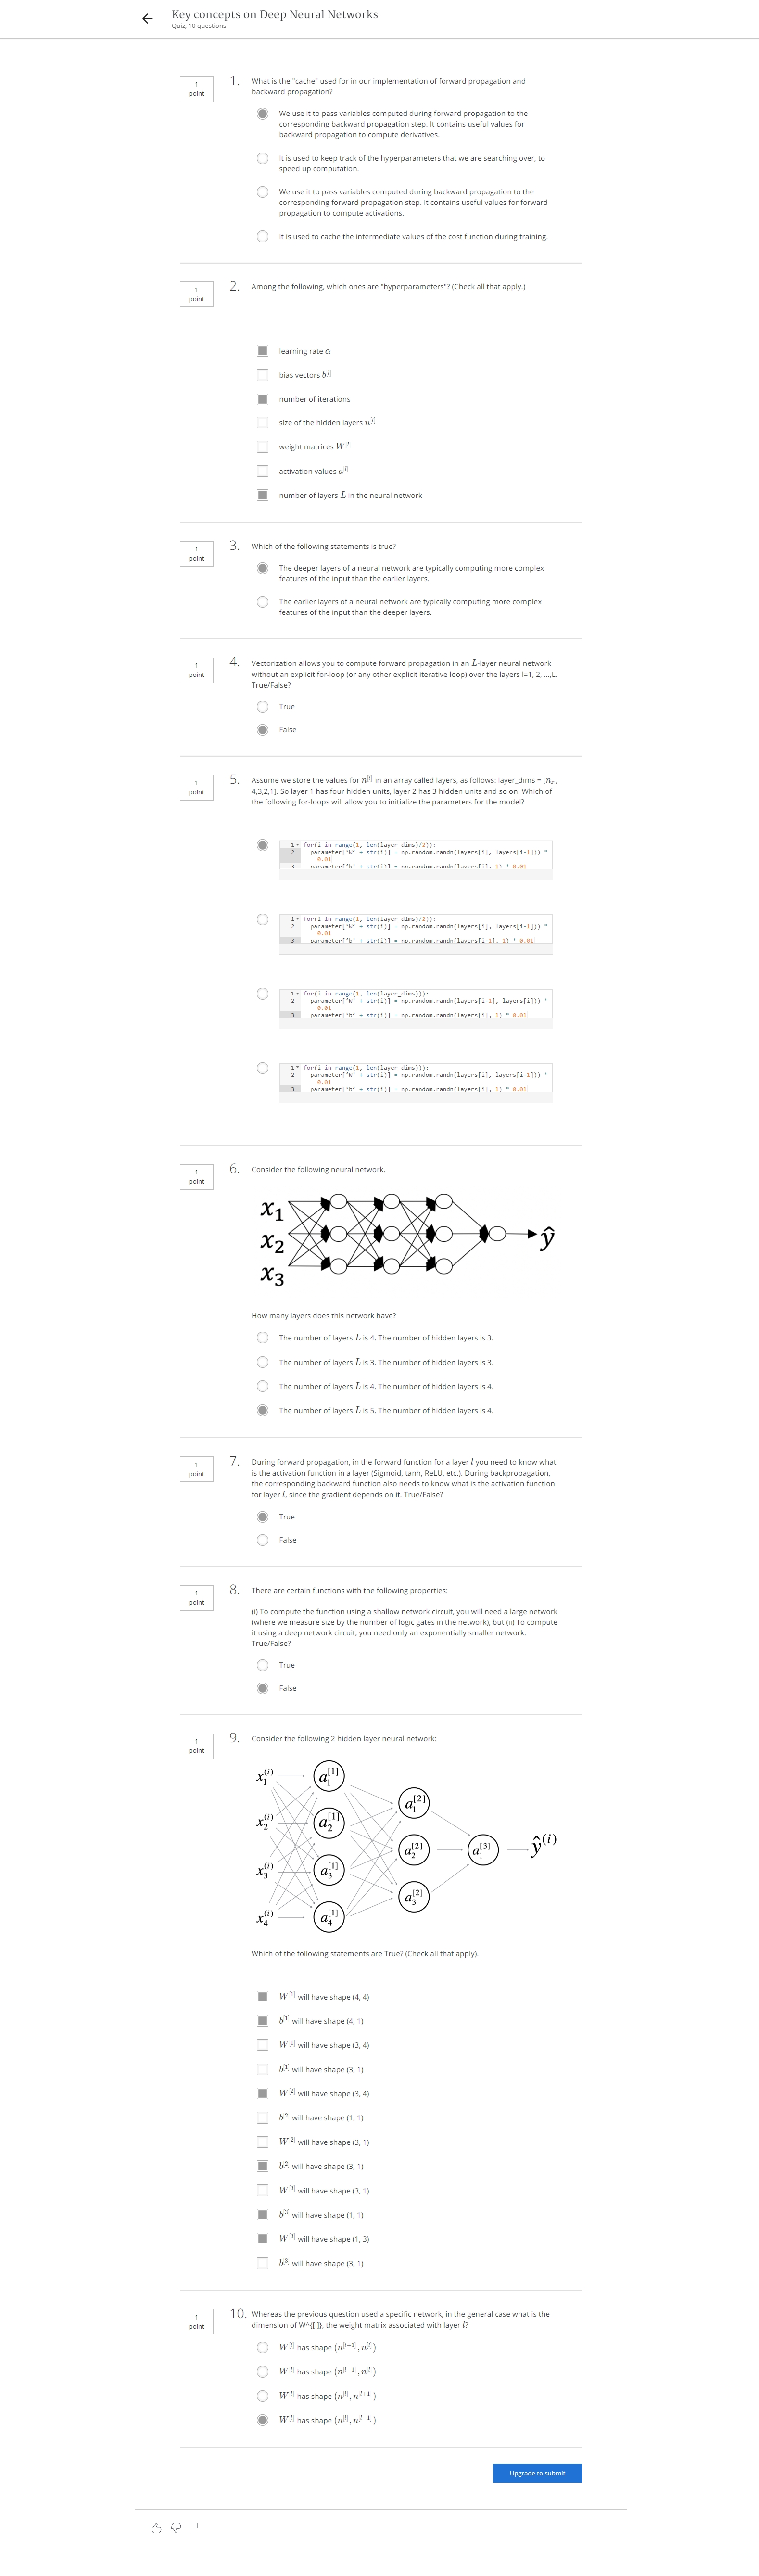 Key concepts on Deep Neural Networks
Quiz, 10 questions
1
point
1.
What is the "cache" used for in our implementation of forward propagation and
backward propagation?
We use it to pass variables computed during forward propagation to the
corresponding backward propagation step. It contains useful values for
backward propagation to compute derivatives.
It is used to keep track of the hyperparameters that we are searching over, to
speed up computation.
We use it to pass variables computed during backward propagation to the
corresponding forward propagation step. It contains useful values for forward
propagation to compute activations.
It is used to cache the intermediate values of the cost function during training.
1
point
2.
Among the following, which ones are "hyperparameters"? (Check all that apply.)
learning rate α
bias vectors b^[l]
number of iterations
size of the hidden layers n^[l]
weight matrices W^[l]
activation values a^[l]
number of layers L in the neural network
1
point
3.
Which of the following statements is true?
The deeper layers of a neural network are typically computing more complex
features of the input than the earlier layers.
The earlier layers of a neural network are typically computing more complex
features of the input than the deeper layers.
1
point
4.
Vectorization allows you to compute forward propagation in an L-layer neural network
without an explicit for-loop (or any other explicit iterative loop) over the layers l=1, 2, ...,L.
True/False?
True
False
1
point
5.
Assume we store the values for n^[l] in an array called layers, as follows: layer_dims = [n_x,
4,3,2,1]. So layer 1 has four hidden units, layer 2 has 3 hidden units and so on. Which of
the following for-loops will allow you to initialize the parameters for the model?
1 for(i in range(1, len(layer_dims)/2)):
2 parameter['W' + str(i)] = np.random.randn(layers[i], layers[i-1])) *
0.01
3 parameter['b' + str(i)] = np.random.randn(layers[i], 1) * 0.01
1 for(i in range(1, len(layer_dims)/2)):
2 parameter['W' + str(i)] = np.random.randn(layers[i], layers[i-1])) *
0.01
3 parameter['b' + str(i)] = np.random.randn(layers[i-1], 1) * 0.01
1 for(i in range(1, len(layer_dims))):
2 parameter['W' + str(i)] = np.random.randn(layers[i-1], layers[i])) *
0.01
3 parameter['b' + str(i)] = np.random.randn(layers[i], 1) * 0.01
1 for(i in range(1, len(layer_dims))):
2 parameter['W' + str(i)] = np.random.randn(layers[i], layers[i-1])) *
0.01
3 parameter['b' + str(i)] = np.random.randn(layers[i], 1) * 0.01
1
point
6.
Consider the following neural network.
x1
x2
x3
ŷ
How many layers does this network have?
The number of layers L is 4. The number of hidden layers is 3.
The number of layers L is 3. The number of hidden layers is 3.
The number of layers L is 4. The number of hidden layers is 4.
The number of layers L is 5. The number of hidden layers is 4.
1
point
7.
During forward propagation, in the forward function for a layer l you need to know what
is the activation function in a layer (Sigmoid, tanh, ReLU, etc.). During backpropagation,
the corresponding backward function also needs to know what is the activation function
for layer l, since the gradient depends on it. True/False?
True
False
1
point
8.
There are certain functions with the following properties:
(i) To compute the function using a shallow network circuit, you will need a large network
(where we measure size by the number of logic gates in the network), but (ii) To compute
it using a deep network circuit, you need only an exponentially smaller network.
True/False?
True
False
1
point
9.
Consider the following 2 hidden layer neural network:
x1^(i)
x2^(i)
x3^(i)
x4^(i)
a1^[1]
a2^[1]
a3^[1]
a4^[1]
a1^[2]
a2^[2]
a3^[2]
a1^[3]
ŷ^(i)
Which of the following statements are True? (Check all that apply).
W^[1] will have shape (4, 4)
b^[1] will have shape (4, 1)
W^[1] will have shape (3, 4)
b^[1] will have shape (3, 1)
W^[2] will have shape (3, 4)
b^[2] will have shape (1, 1)
W^[2] will have shape (3, 1)
b^[2] will have shape (3, 1)
W^[3] will have shape (3, 1)
b^[3] will have shape (1, 1)
W^[3] will have shape (1, 3)
b^[3] will have shape (3, 1)
1
point
10.
Whereas the previous question used a specific network, in the general case what is the
dimension of W^{[l]}, the weight matrix associated with layer l?
W^[l] has shape (n^[l+1], n^[l])
W^[l] has shape (n^[l-1], n^[l])
W^[l] has shape (n^[l], n^[l+1])
W^[l] has shape (n^[l], n^[l-1])
Upgrade to submit